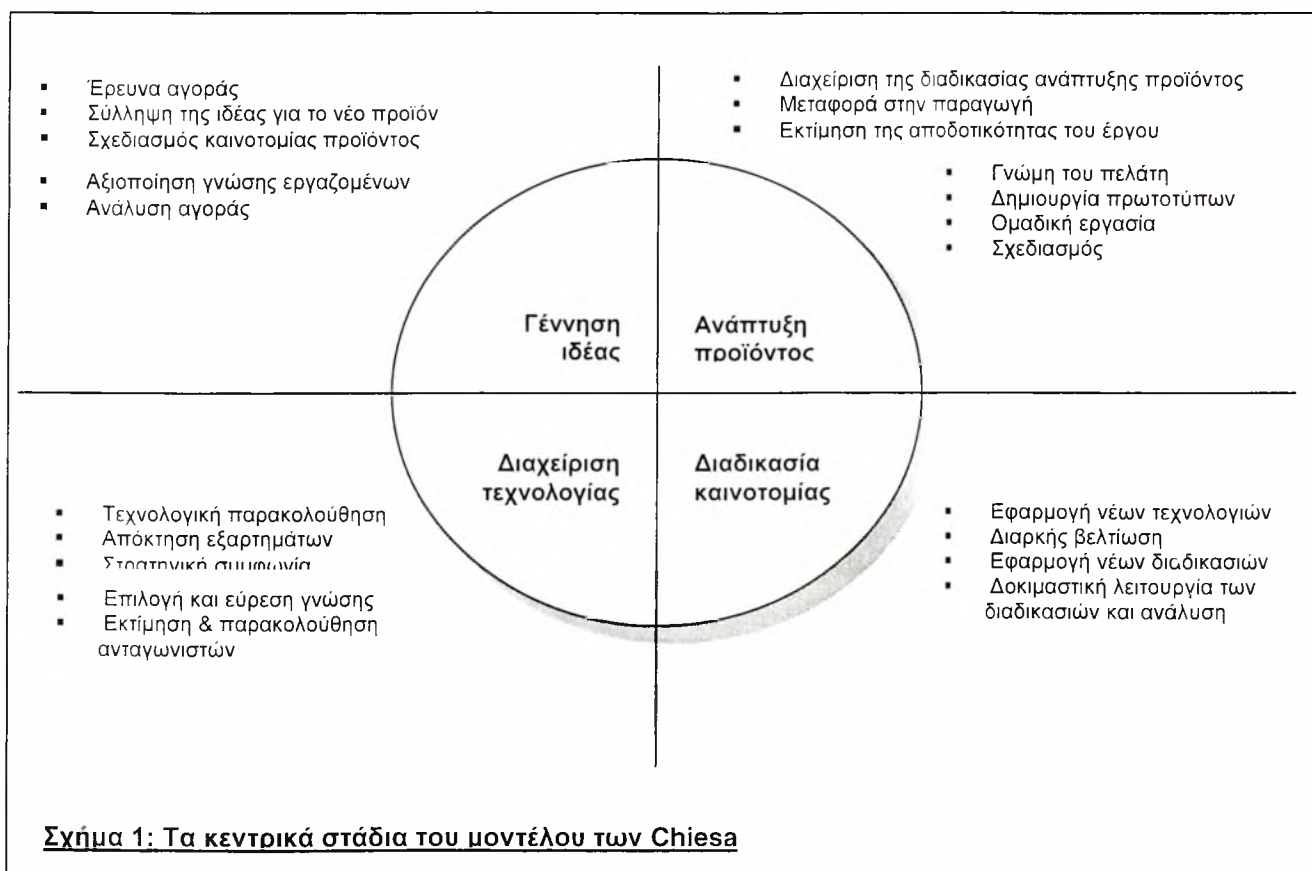 ▪ Έρευνα αγοράς
▪ Σύλληψη της ιδέας για το νέο προϊόν
▪ Σχεδιασμός καινοτομίας προϊόντος
▪ Αξιοποίηση γνώσης εργαζομένων
▪ Ανάλυση αγοράς
▪ Διαχείριση της διαδικασίας ανάπτυξης προϊόντος
▪ Μεταφορά στην παραγωγή
▪ Εκτίμηση της αποδοτικότητας του έργου
▪ Γνώμη του πελάτη
▪ Δημιουργία πρωτοτύπων
▪ Ομαδική εργασία
▪ Σχεδιασμός
Γέννηση
ιδέας
Ανάπτυξη
προϊόντος
Διαχείριση
τεχνολογίας
Διαδικασία
καινοτομίας
▪ Τεχνολογική παρακολούθηση
▪ Απόκτηση εξαρτημάτων
▪ Στρατηγική συμφωνία
▪ Επιλογή και εύρεση γνώσης
▪ Εκτίμηση & παρακολούθηση
ανταγωνιστών
▪ Εφαρμογή νέων τεχνολογιών
▪ Διαρκής βελτίωση
▪ Εφαρμογή νέων διαδικασιών
▪ Δοκιμαστική λειτουργία των
διαδικασιών και ανάλυση
Σχήμα 1: Τα κεντρικά στάδια του μοντέλου των Chiesa